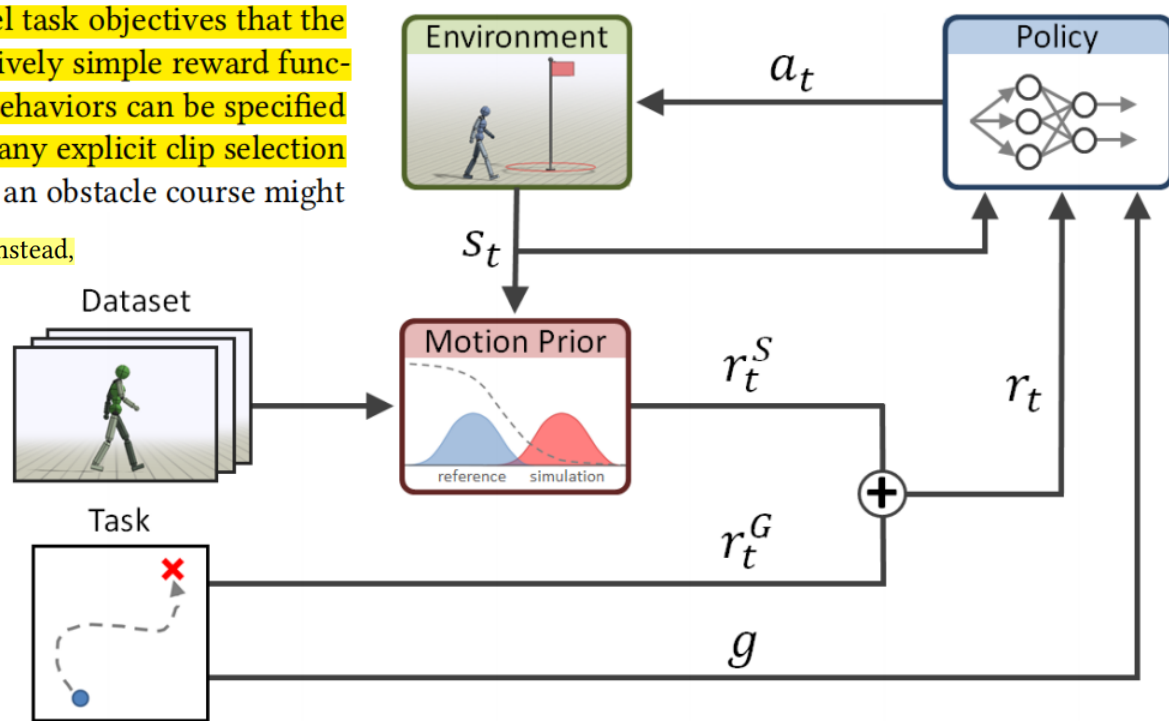 el task objectives that the
ively simple reward func-
ehaviors can be specified
any explicit clip selection
an obstacle course might
nstead,
Environment
Policy
a_t
s_t
Dataset
Motion Prior
reference simulation
r_t^S
r_t
+
Task
r_t^G
g